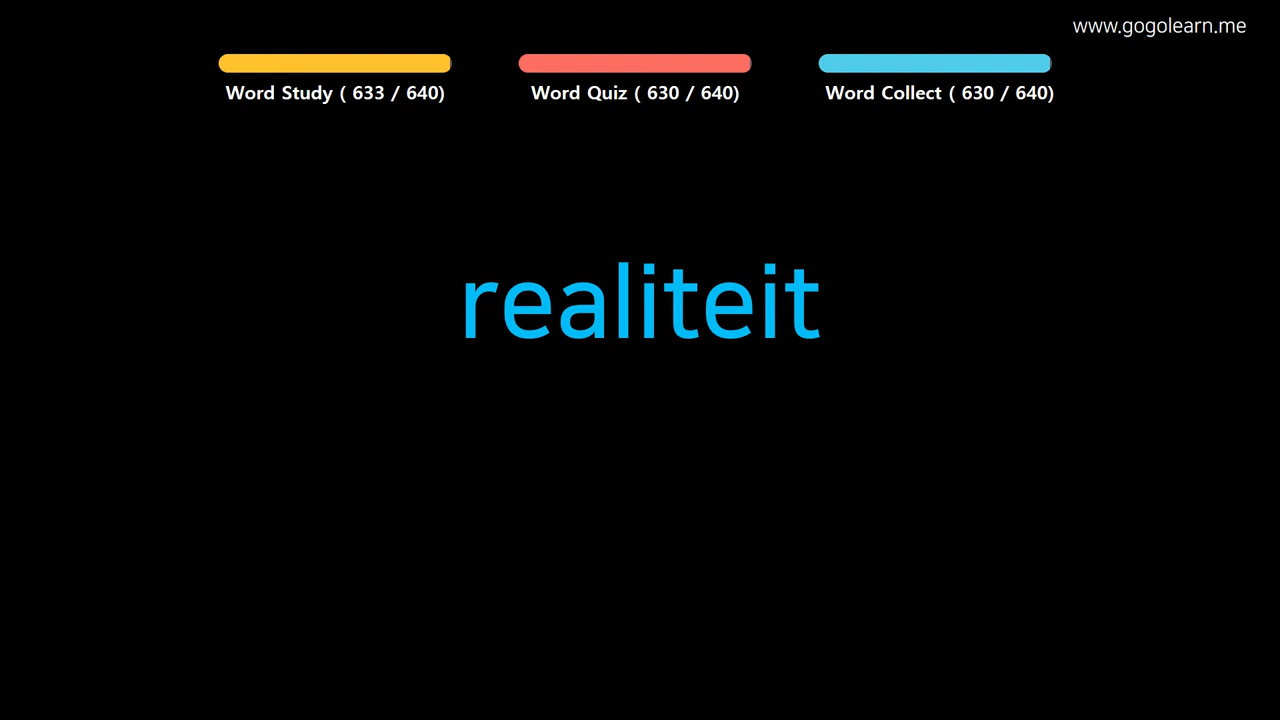 www.gogolearn.me
Word Study ( 633 / 640)
Word Quiz ( 630 / 640)
Word Collect ( 630 / 640)
realiteit